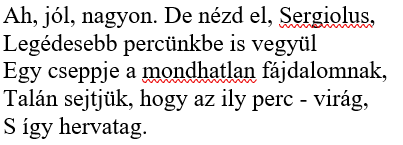 Ah, jól, nagyon. De nézd el, Sergiolus,
Legédesebb percünkbe is vegyül
Egy cseppje a mondhatlan fájdalomnak,
Talán sejtjük, hogy az ily perc - virág,
S így hervatag.